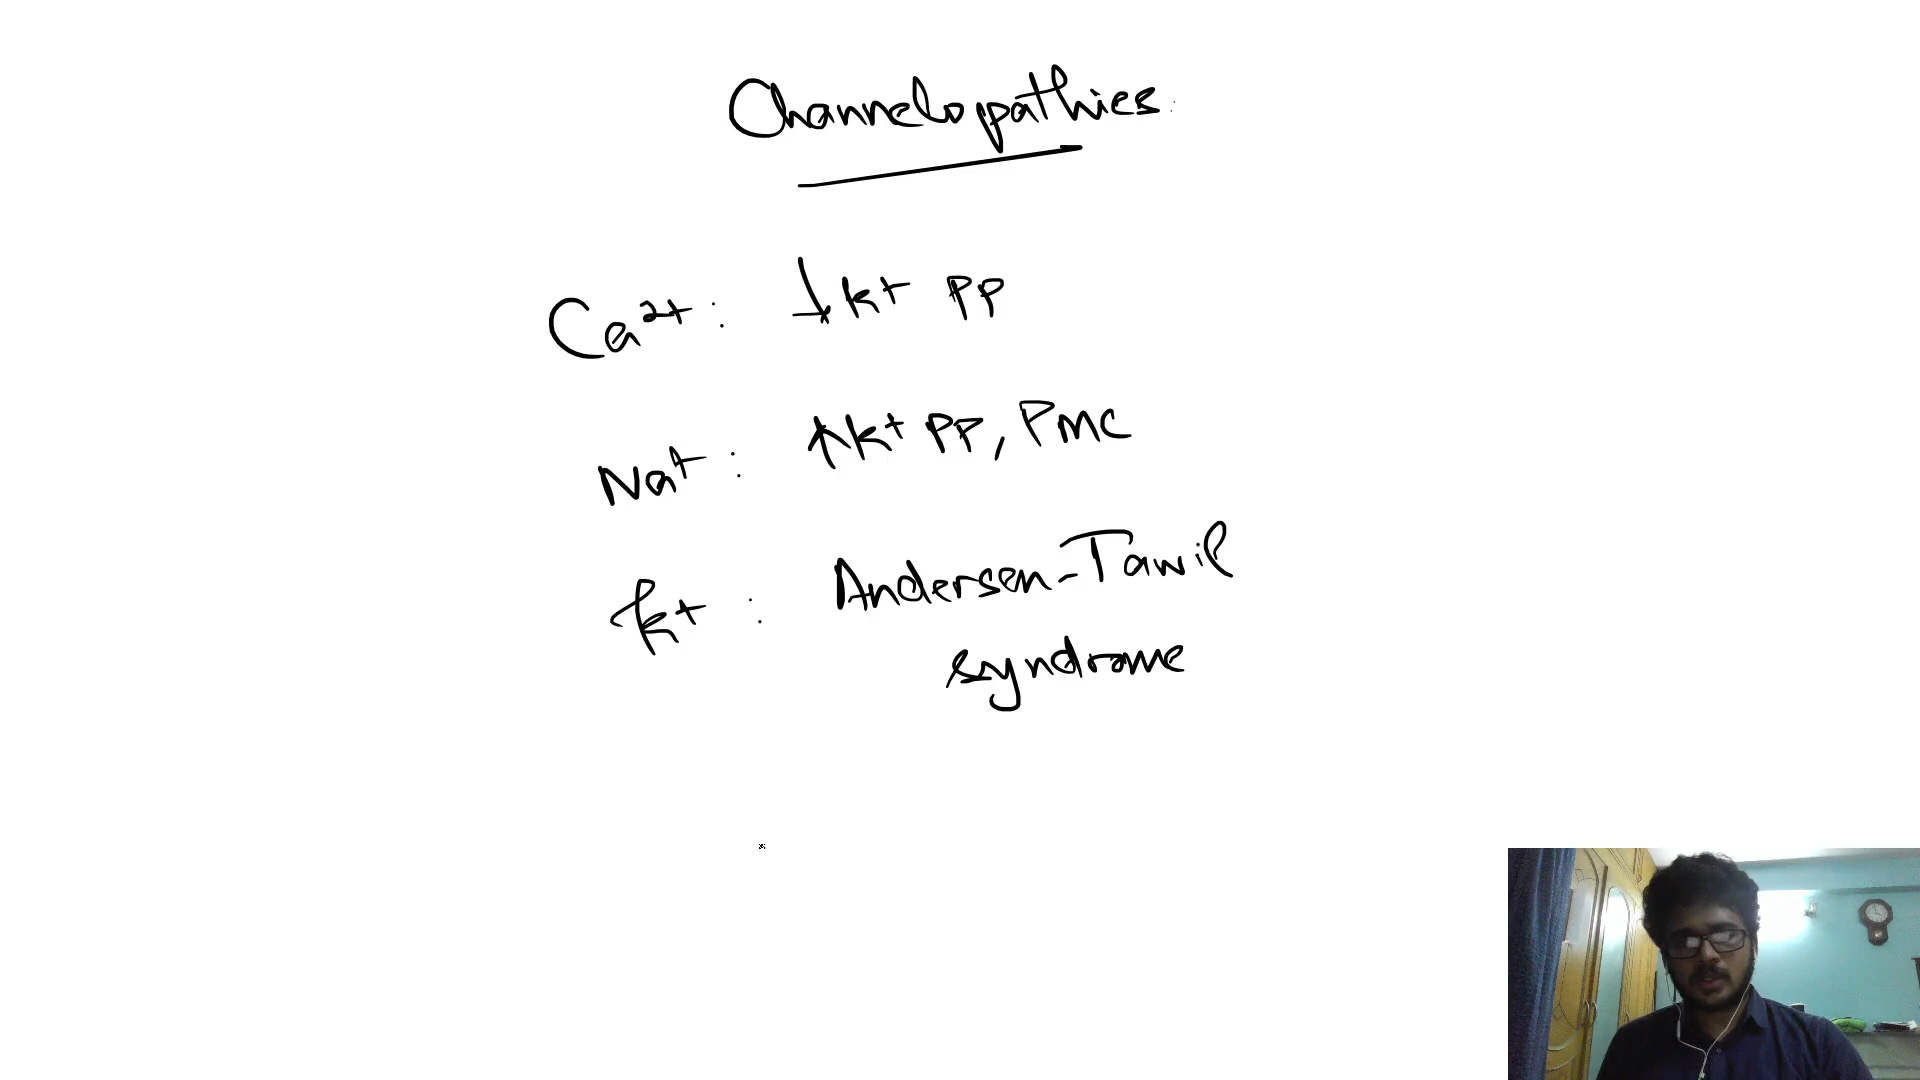 Channelopathies
Ca²⁺ : ↓k⁺ PP
Na⁺ : ↑k⁺ PP, PMC
k⁺ : Andersen-Tawil
syndrome